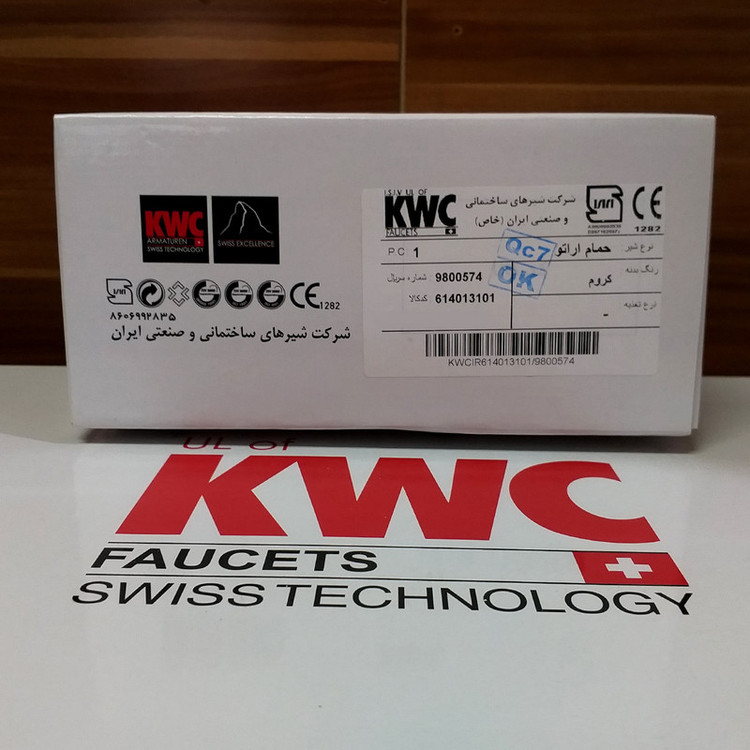 KWC
ARMATUREN
SWISS TECHNOLOGY
SWISS EXCELLENCE
1282
۸۶۰۶۹۹۲۸۳۵
شرکت شیرهای ساختمانی و صنعتی ایران
I.S.I.V UL OF
KWC
FAUCETS
شرکت شیرهای ساختمانی
و صنعتی ایران (خاص)
CE
1282
نوع شیر حمام اراتو
PC 1
Qc7
OK
رنگ بدنه کروم
شماره سریال 9800574
کدکالا 614013101
نوع تغذیه -
KWCIR614013101/9800574
UL of
KWC
FAUCETS
SWISS TECHNOLOGY